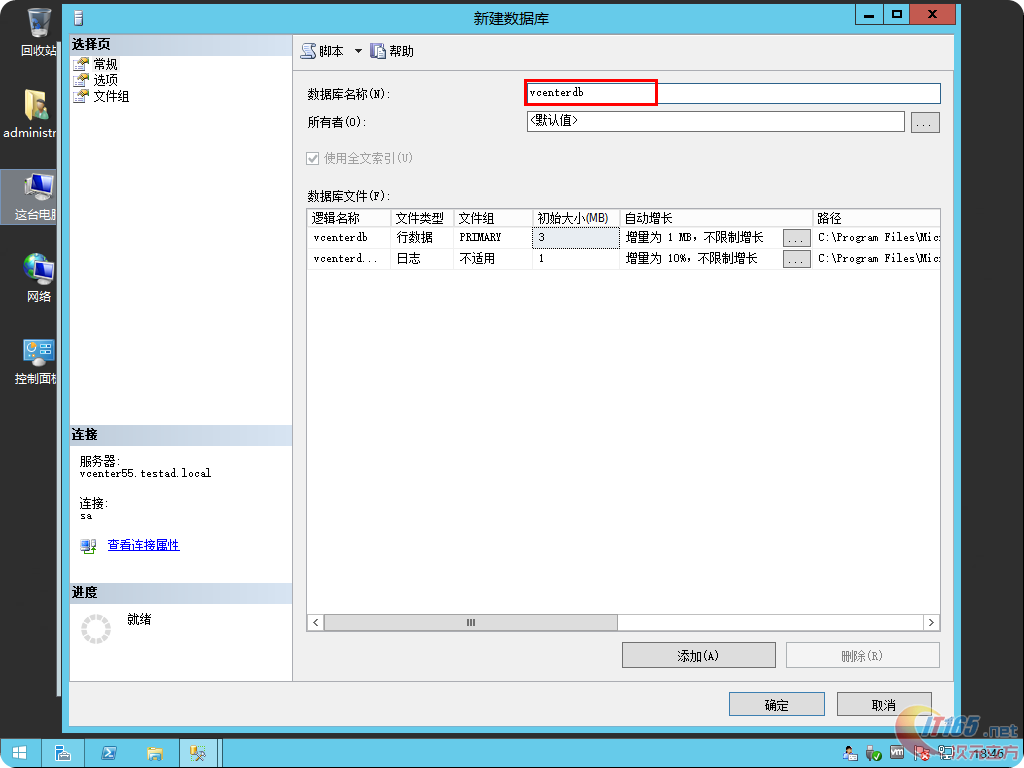 新建数据库
回收站
administr
这台电脑
网络
控制面板
选择页
常规
选项
文件组
脚本 帮助
数据库名称(N): vcenterdb
所有者(O): <默认值> ...
使用全文索引(U)
数据库文件(F):
逻辑名称 文件类型 文件组 初始大小(MB) 自动增长 路径
vcenterdb 行数据 PRIMARY 3 增量为 1 MB，不限制增长 ... C:\Program Files\Mic
vcenterd... 日志 不适用 1 增量为 10%，不限制增长 ... C:\Program Files\Mic
连接
服务器:
vcenter55.testad.local
连接:
sa
查看连接属性
进度
就绪
添加(A) 删除(R)
确定 取消
IT165.net
18:46